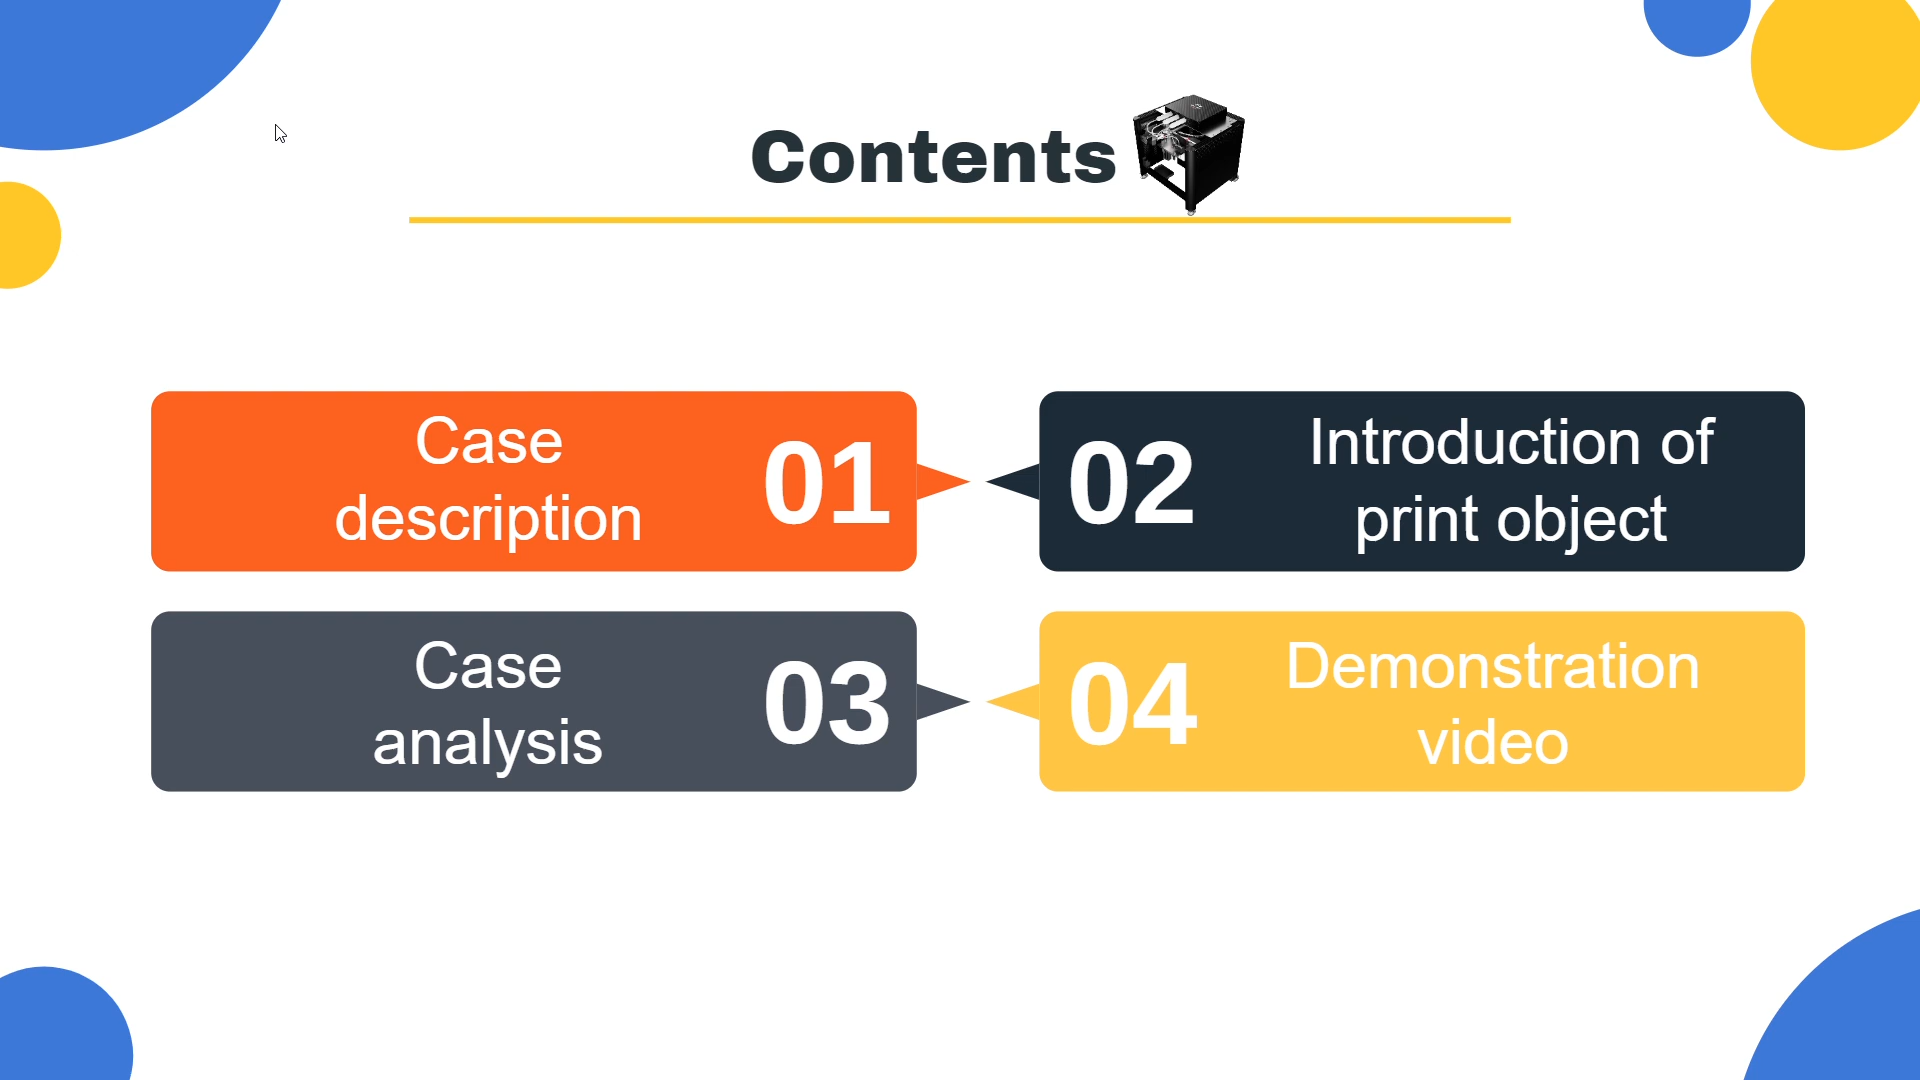 Contents
Case
description
01
02
Introduction of
print object
Case
analysis
03
04
Demonstration
video